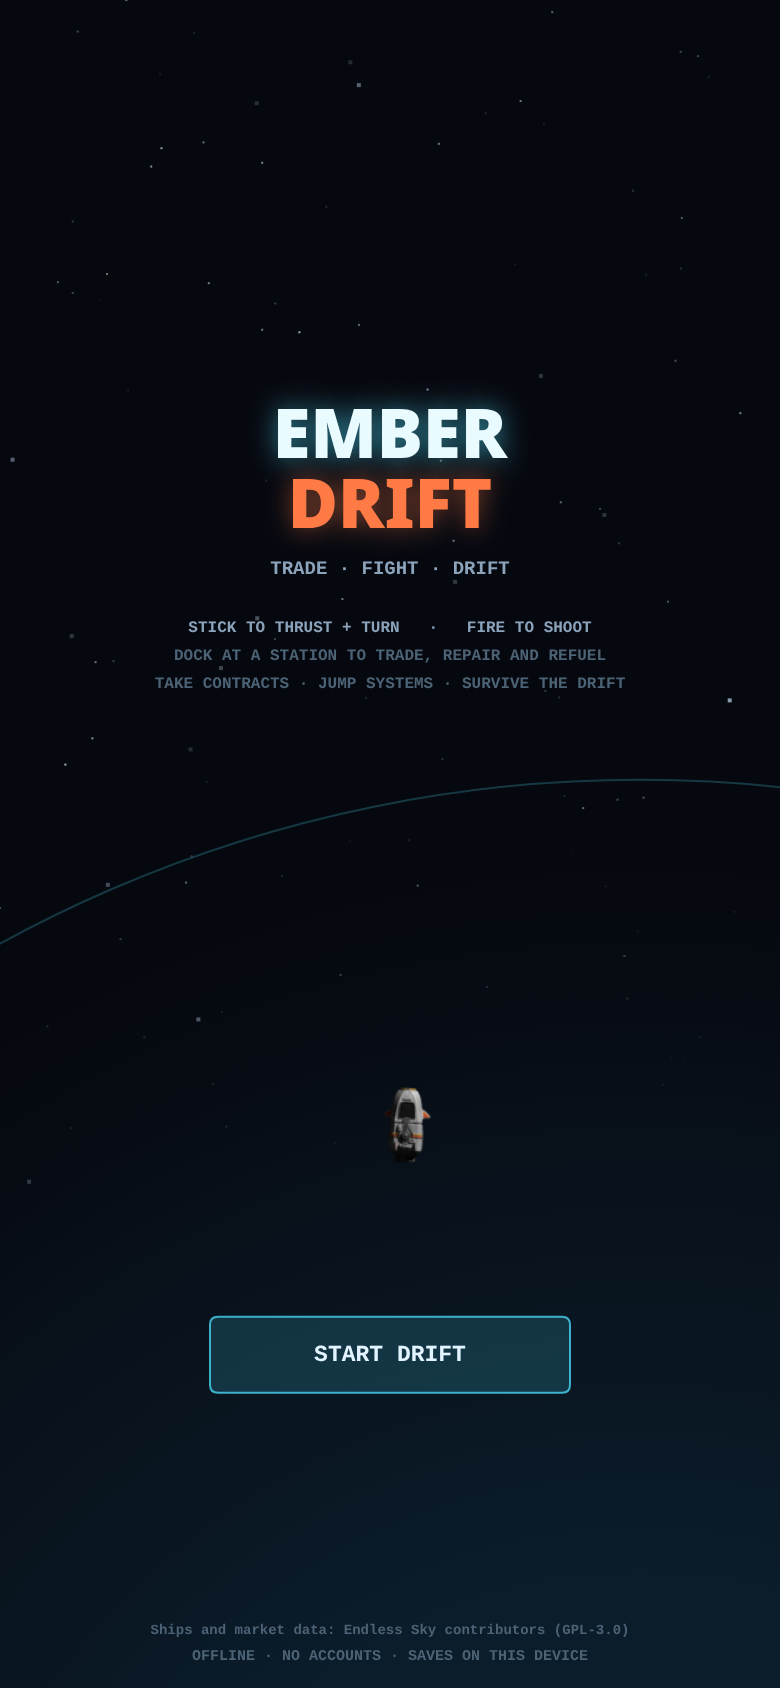 EMBER
DRIFT
TRADE · FIGHT · DRIFT
STICK TO THRUST + TURN · FIRE TO SHOOT
DOCK AT A STATION TO TRADE, REPAIR AND REFUEL
TAKE CONTRACTS · JUMP SYSTEMS · SURVIVE THE DRIFT
START DRIFT
Ships and market data: Endless Sky contributors (GPL-3.0)
OFFLINE · NO ACCOUNTS · SAVES ON THIS DEVICE